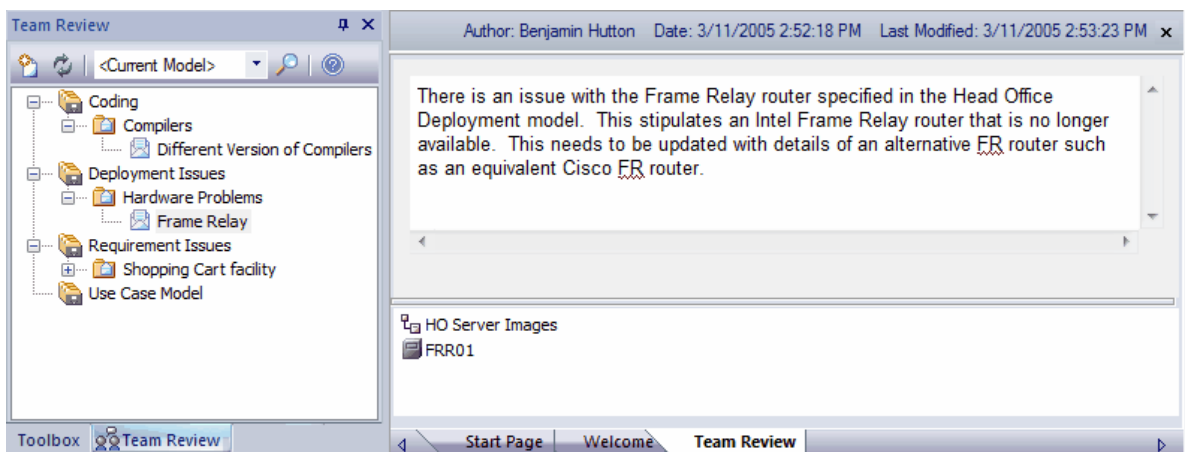 Team Review
<Current Model>
Coding
Compilers
Different Version of Compilers
Deployment Issues
Hardware Problems
Frame Relay
Requirement Issues
Shopping Cart facility
Use Case Model
Toolbox Team Review
Author: Benjamin Hutton Date: 3/11/2005 2:52:18 PM Last Modified: 3/11/2005 2:53:23 PM
There is an issue with the Frame Relay router specified in the Head Office
Deployment model. This stipulates an Intel Frame Relay router that is no longer
available. This needs to be updated with details of an alternative FR router such
as an equivalent Cisco FR router.
HO Server Images
FRR01
Start Page Welcome Team Review